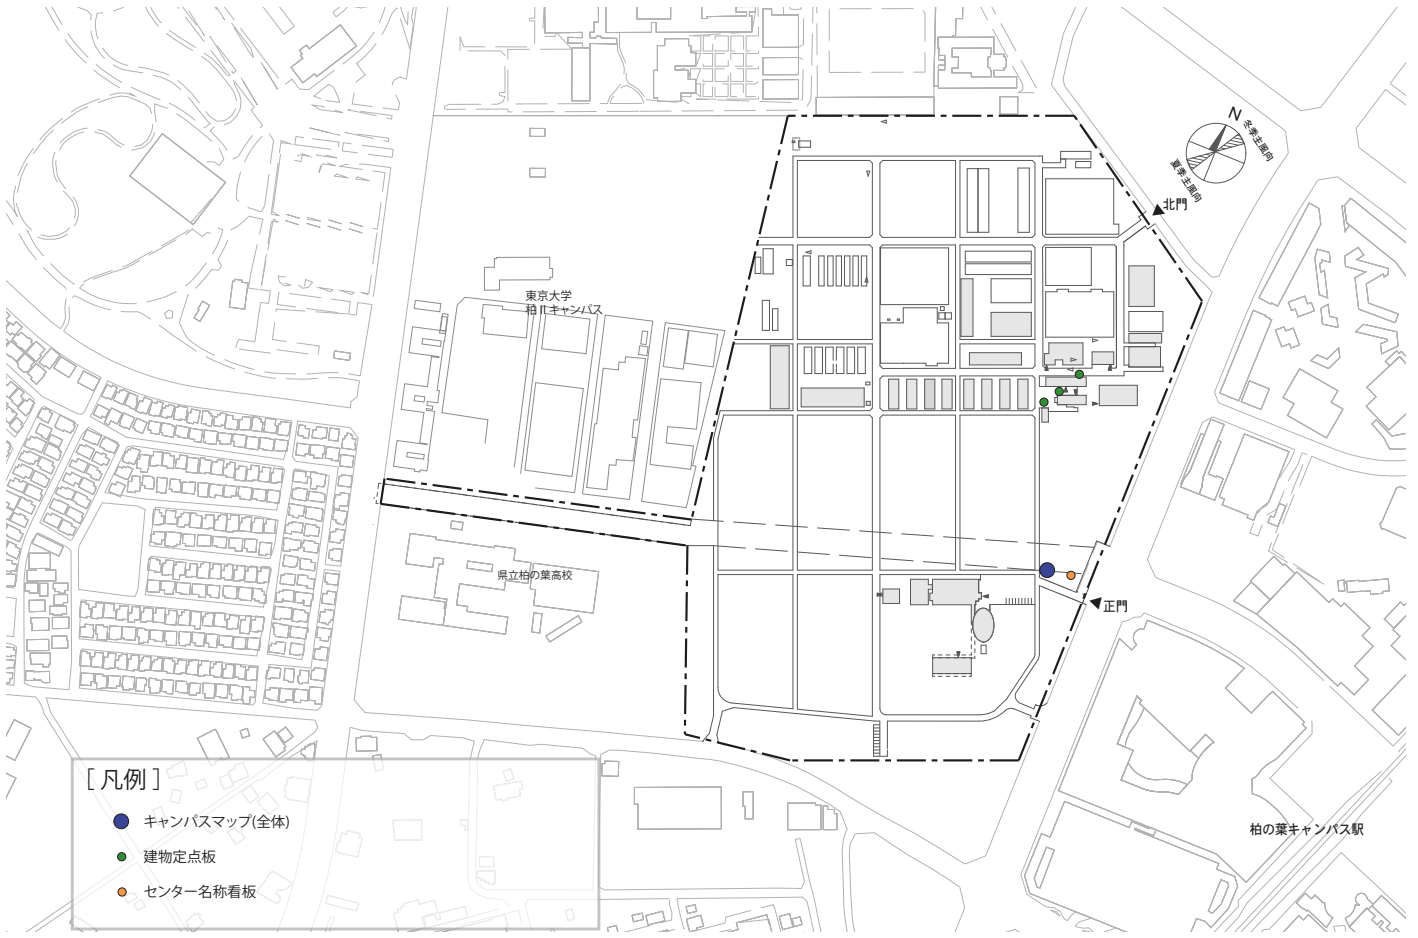 N
冬季主風向
夏季主風向
北門
東京大学
柏Ⅱキャンパス
県立柏の葉高校
正門
柏の葉キャンパス駅
［凡例］
キャンパスマップ(全体)
建物定点板
センター名称看板